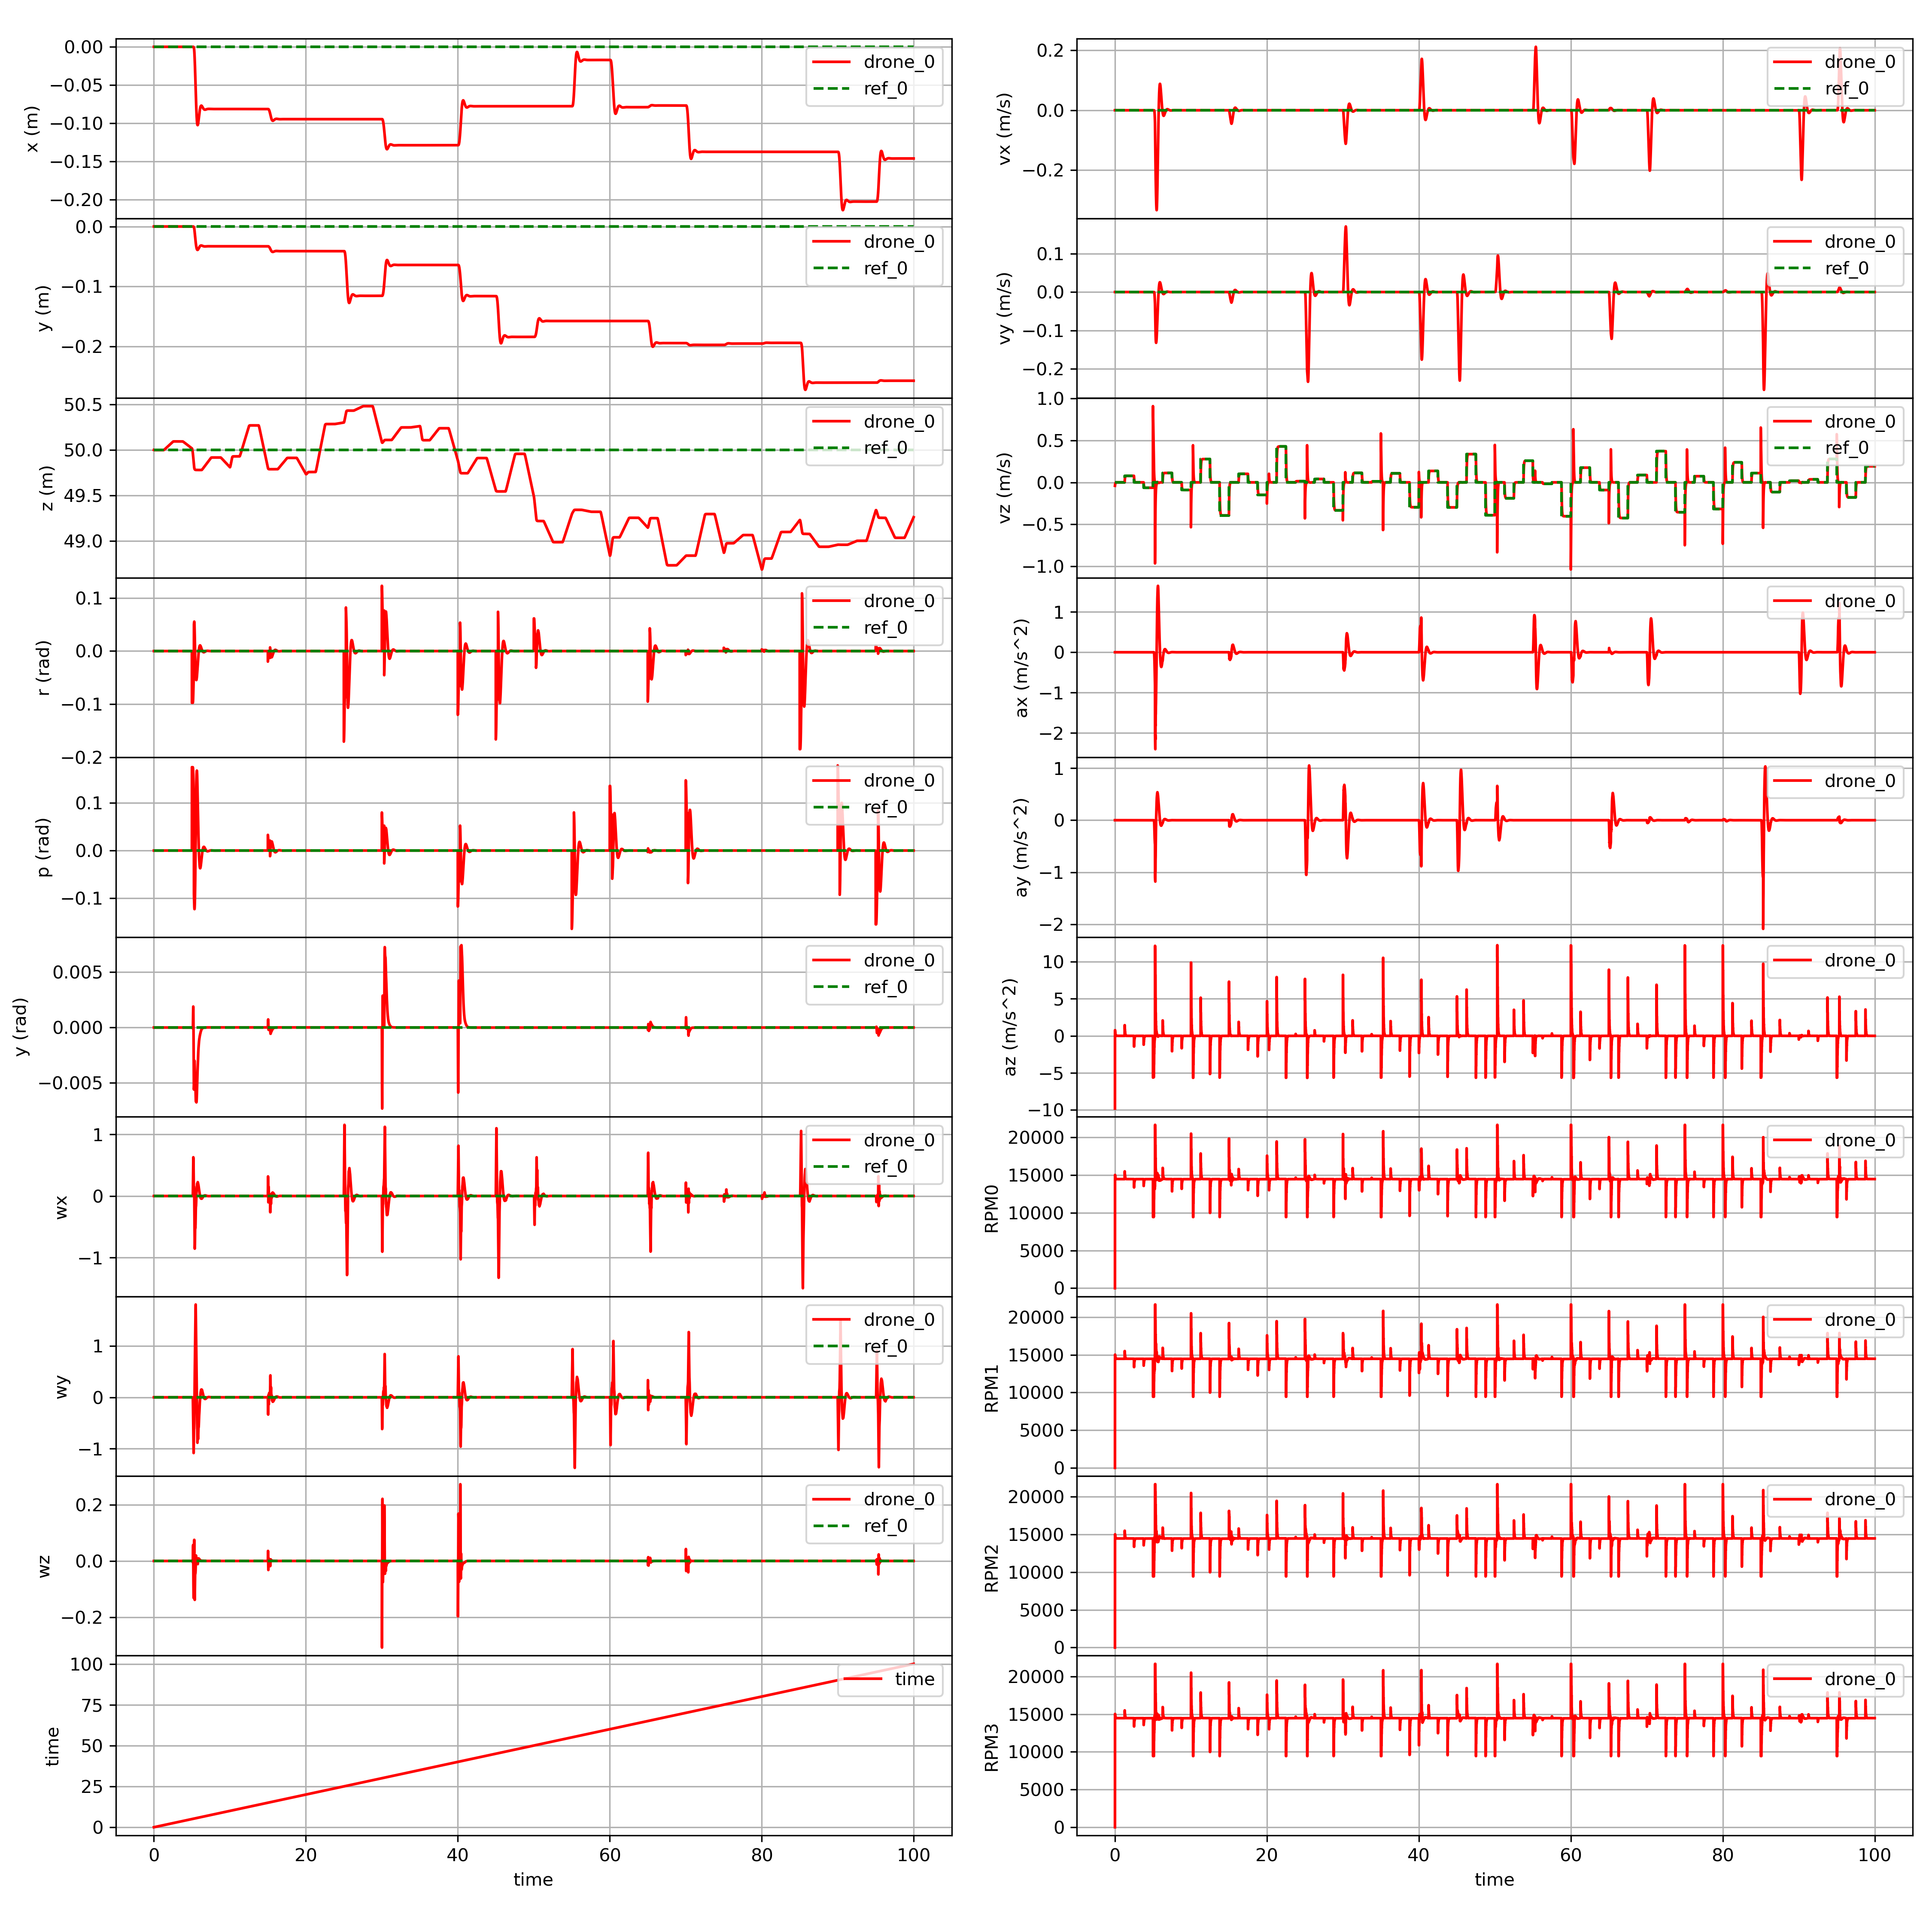 0.00
−0.05
−0.10
−0.15
−0.20
x (m)
drone_0
ref_0
0.0
−0.1
−0.2
y (m)
drone_0
ref_0
50.5
50.0
49.5
49.0
z (m)
drone_0
ref_0
0.1
0.0
−0.1
−0.2
r (rad)
drone_0
ref_0
0.1
0.0
−0.1
p (rad)
drone_0
ref_0
0.005
0.000
−0.005
y (rad)
drone_0
ref_0
1
0
−1
wx
drone_0
ref_0
1
0
−1
wy
drone_0
ref_0
0.2
0.0
−0.2
wz
drone_0
ref_0
100
75
50
25
0
time
time
0 20 40 60 80 100
time
0.2
0.0
−0.2
vx (m/s)
drone_0
ref_0
0.1
0.0
−0.1
−0.2
vy (m/s)
drone_0
ref_0
1.0
0.5
0.0
−0.5
−1.0
vz (m/s)
drone_0
ref_0
1
0
−1
−2
ax (m/s^2)
drone_0
1
0
−1
−2
ay (m/s^2)
drone_0
10
5
0
−5
−10
az (m/s^2)
drone_0
20000
15000
10000
5000
0
RPM0
drone_0
20000
15000
10000
5000
0
RPM1
drone_0
20000
15000
10000
5000
0
RPM2
drone_0
20000
15000
10000
5000
0
RPM3
drone_0
0 20 40 60 80 100
time